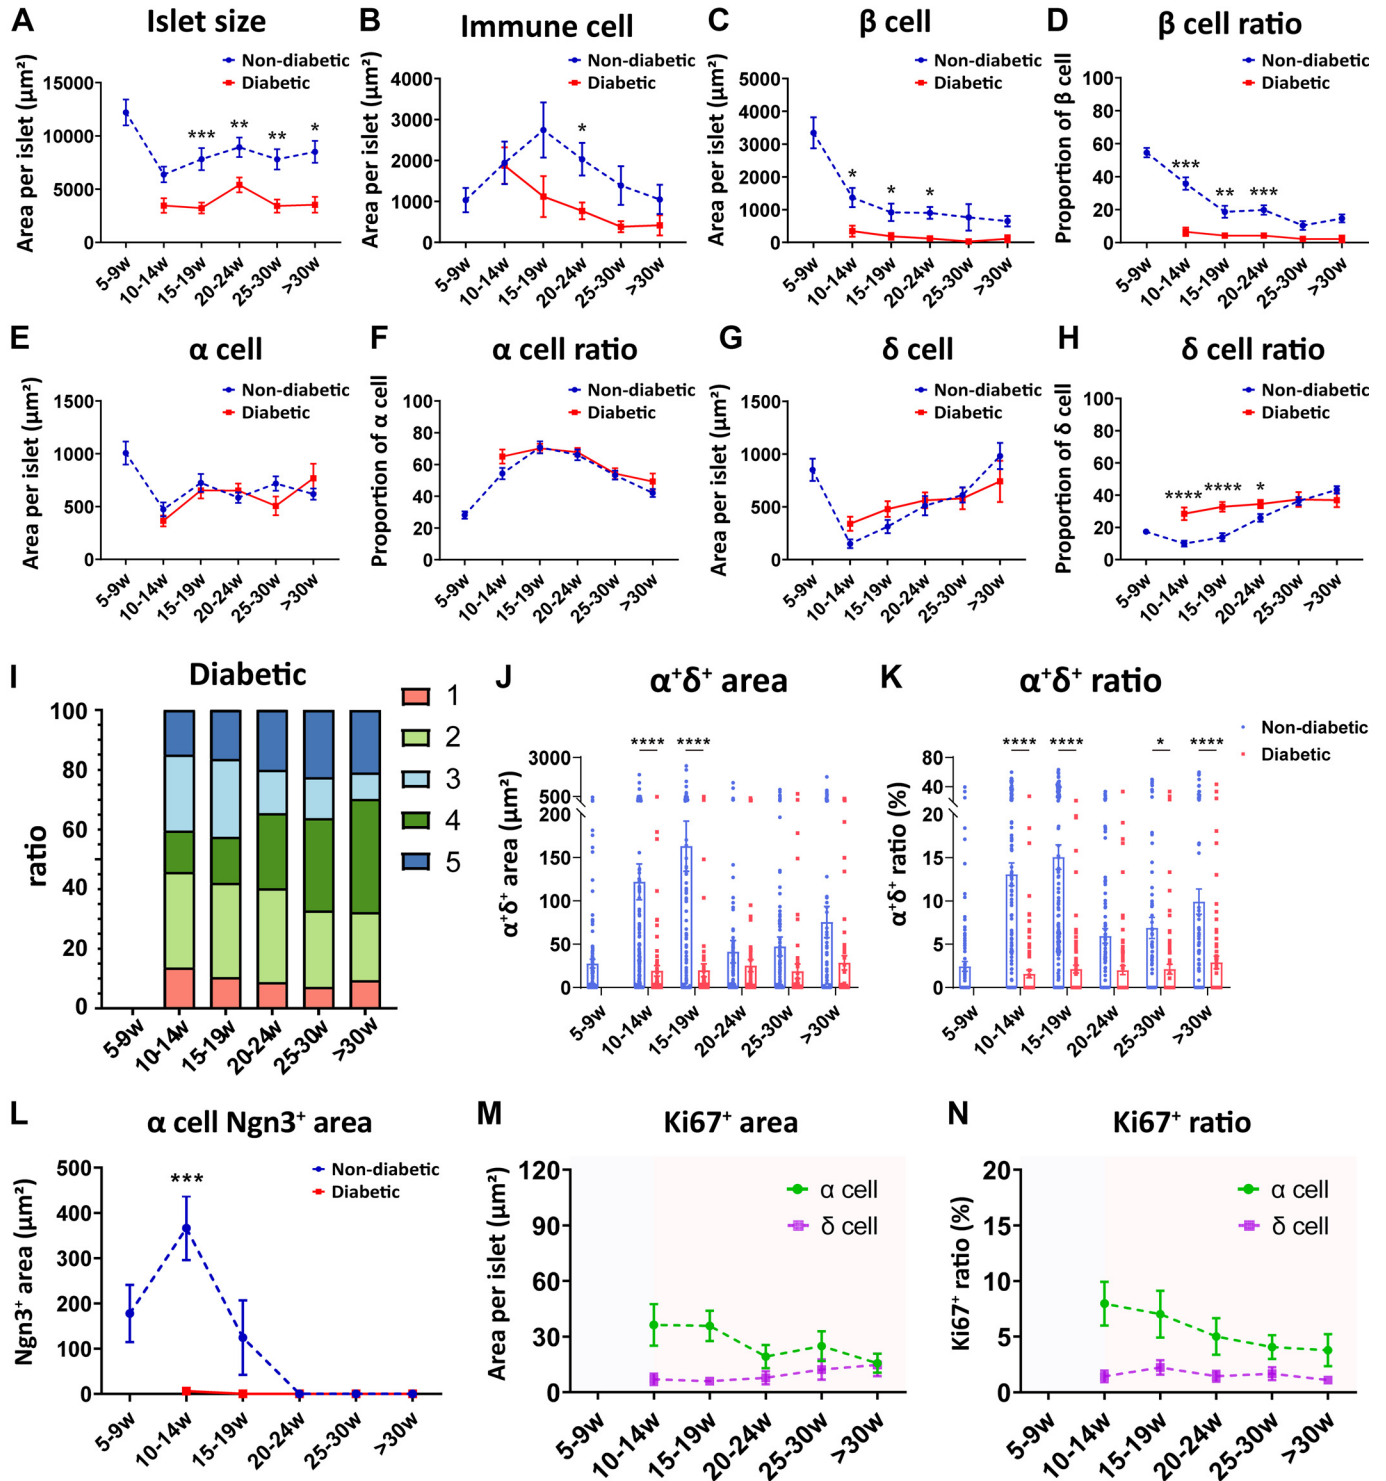 A Islet size
Non-diabetic
Diabetic
Area per islet (µm²)
15000
10000
5000
0
*** ** ** *
5-9w 10-14w 15-19w 20-24w 25-30w >30w
B Immune cell
Non-diabetic
Diabetic
Area per islet (µm²)
4000
3000
2000
1000
0
*
5-9w 10-14w 15-19w 20-24w 25-30w >30w
C β cell
Non-diabetic
Diabetic
Area per islet (µm²)
5000
4000
3000
2000
1000
0
* * *
5-9w 10-14w 15-19w 20-24w 25-30w >30w
D β cell ratio
Non-diabetic
Diabetic
Proportion of β cell
100
80
60
40
20
0
*** ** ***
5-9w 10-14w 15-19w 20-24w 25-30w >30w
E α cell
Non-diabetic
Diabetic
Area per islet (µm²)
1500
1000
500
0
5-9w 10-14w 15-19w 20-24w 25-30w >30w
F α cell ratio
Non-diabetic
Diabetic
Proportion of α cell
100
80
60
40
20
0
5-9w 10-14w 15-19w 20-24w 25-30w >30w
G δ cell
Non-diabetic
Diabetic
Area per islet (µm²)
1500
1000
500
0
5-9w 10-14w 15-19w 20-24w 25-30w >30w
H δ cell ratio
Non-diabetic
Diabetic
Proportion of δ cell
100
80
60
40
20
0
**** **** *
5-9w 10-14w 15-19w 20-24w 25-30w >30w
I Diabetic
ratio
100
80
60
40
20
0
5-9w 10-14w 15-19w 20-24w 25-30w >30w
1
2
3
4
5
J α⁺δ⁺ area
α⁺δ⁺ area (µm²)
3000
500
200
150
100
50
0
**** ****
5-9w 10-14w 15-19w 20-24w 25-30w >30w
K α⁺δ⁺ ratio
Non-diabetic
Diabetic
α⁺δ⁺ ratio (%)
80
40
20
15
10
5
0
**** **** * ****
5-9w 10-14w 15-19w 20-24w 25-30w >30w
L α cell Ngn3⁺ area
Non-diabetic
Diabetic
Ngn3⁺ area (µm²)
500
400
300
200
100
0
***
5-9w 10-14w 15-19w 20-24w 25-30w >30w
M Ki67⁺ area
α cell
δ cell
Area per islet (µm²)
120
90
60
30
0
5-9w 10-14w 15-19w 20-24w 25-30w >30w
N Ki67⁺ ratio
α cell
δ cell
Ki67⁺ ratio (%)
20
15
10
5
0
5-9w 10-14w 15-19w 20-24w 25-30w >30w